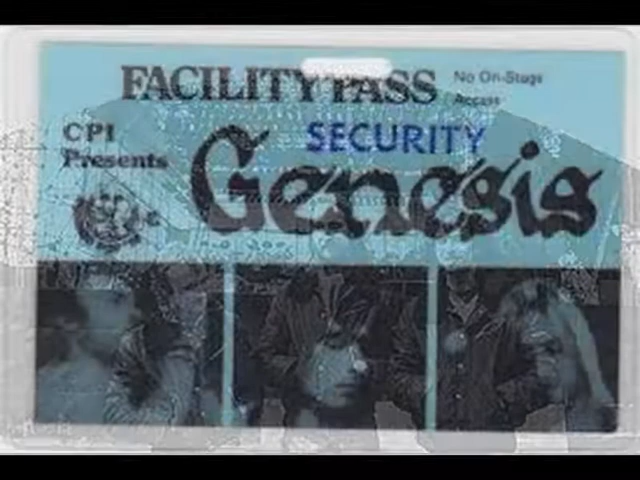 FACILITY PASS
No On-Stage
Access
CPI
Presents
SECURITY
Genesis